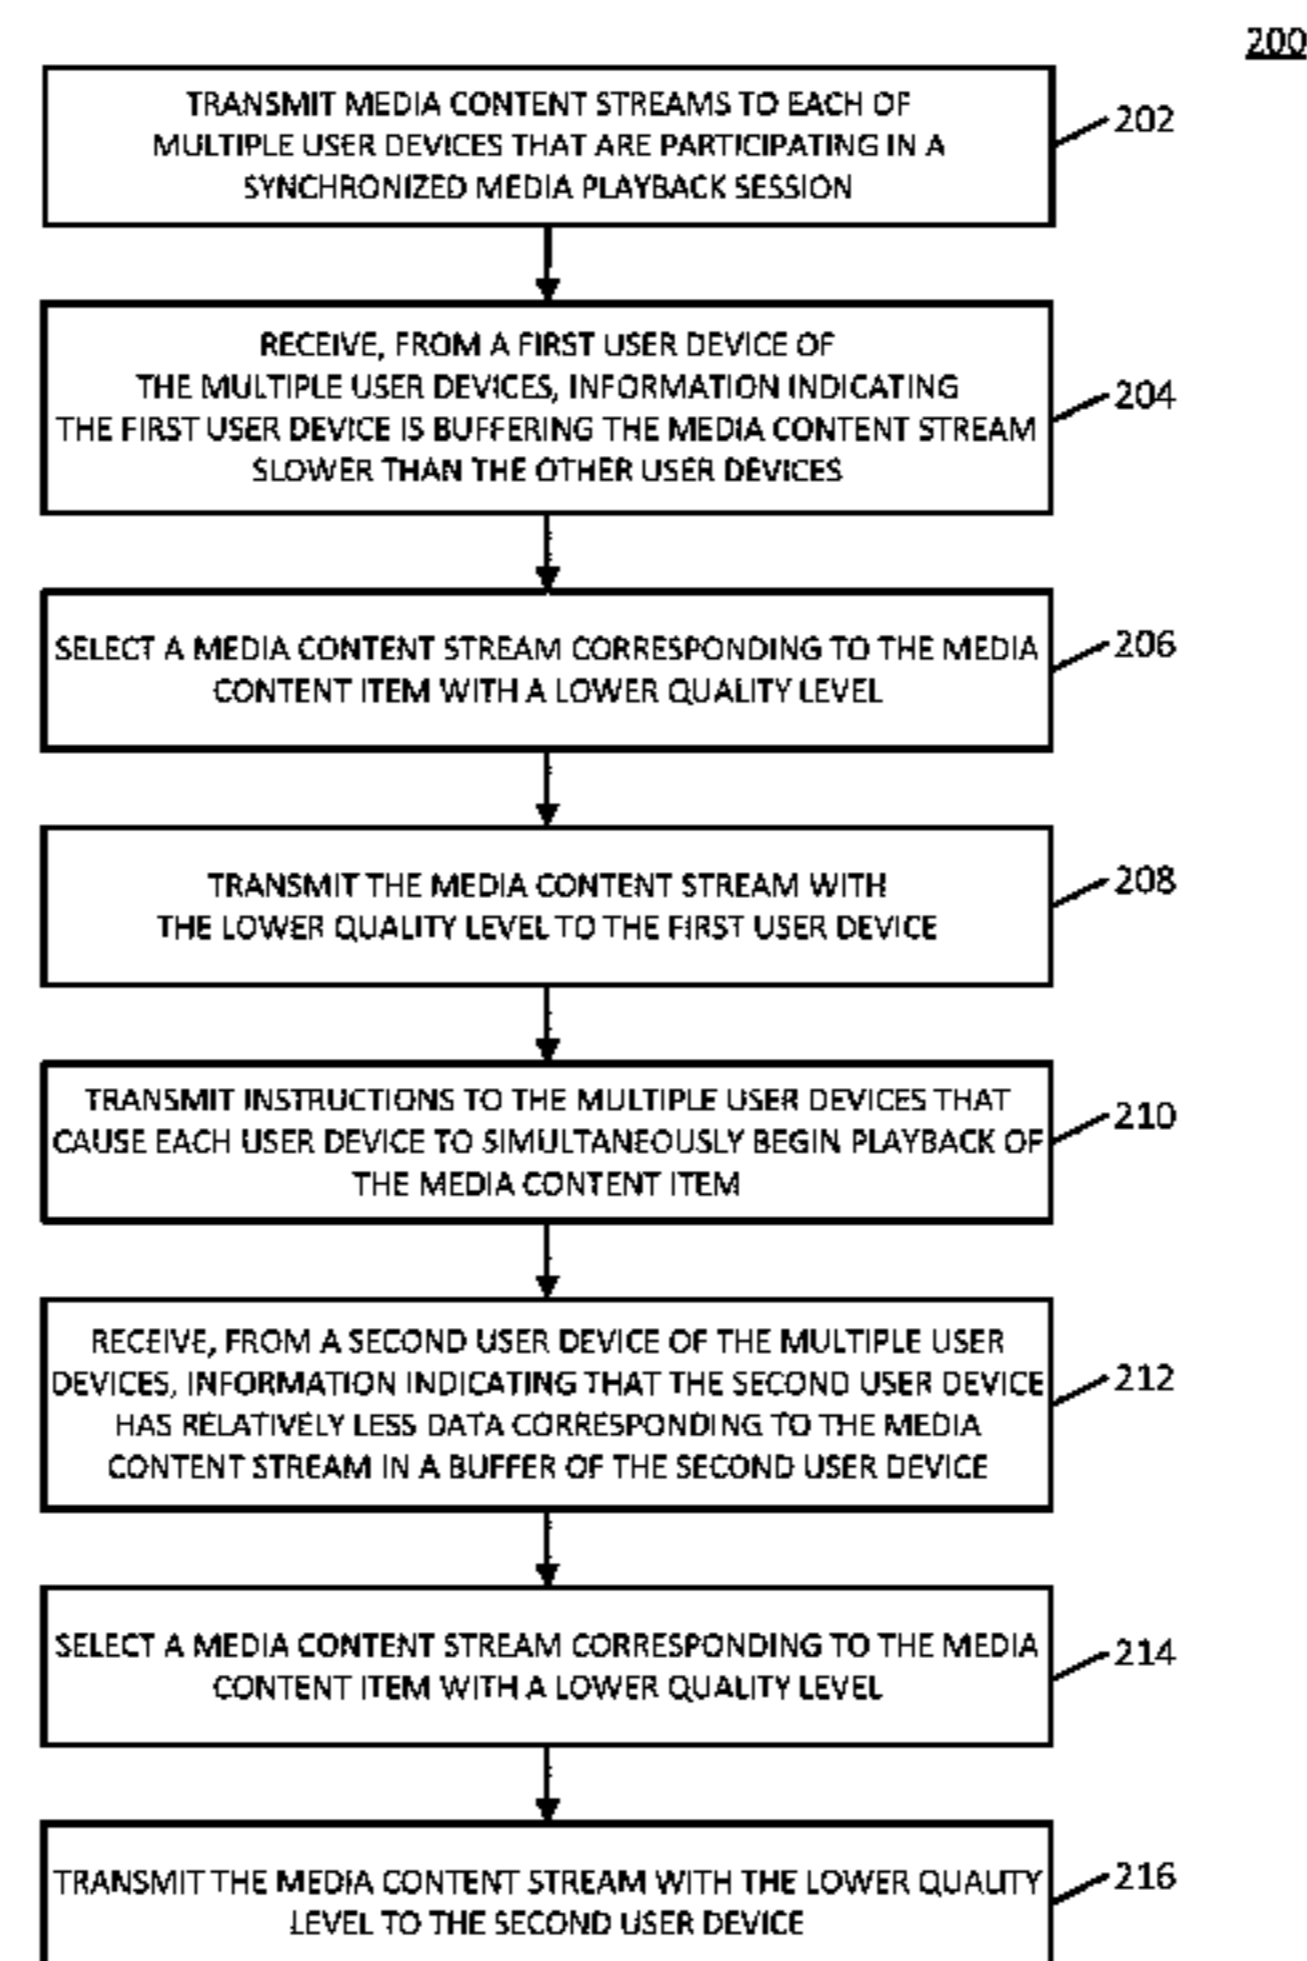 200
TRANSMIT MEDIA CONTENT STREAMS TO EACH OF
MULTIPLE USER DEVICES THAT ARE PARTICIPATING IN A
SYNCHRONIZED MEDIA PLAYBACK SESSION
202
RECEIVE, FROM A FIRST USER DEVICE OF
THE MULTIPLE USER DEVICES, INFORMATION INDICATING
THE FIRST USER DEVICE IS BUFFERING THE MEDIA CONTENT STREAM
SLOWER THAN THE OTHER USER DEVICES
204
SELECT A MEDIA CONTENT STREAM CORRESPONDING TO THE MEDIA
CONTENT ITEM WITH A LOWER QUALITY LEVEL
206
TRANSMIT THE MEDIA CONTENT STREAM WITH
THE LOWER QUALITY LEVEL TO THE FIRST USER DEVICE
208
TRANSMIT INSTRUCTIONS TO THE MULTIPLE USER DEVICES THAT
CAUSE EACH USER DEVICE TO SIMULTANEOUSLY BEGIN PLAYBACK OF
THE MEDIA CONTENT ITEM
210
RECEIVE, FROM A SECOND USER DEVICE OF THE MULTIPLE USER
DEVICES, INFORMATION INDICATING THAT THE SECOND USER DEVICE
HAS RELATIVELY LESS DATA CORRESPONDING TO THE MEDIA
CONTENT STREAM IN A BUFFER OF THE SECOND USER DEVICE
212
SELECT A MEDIA CONTENT STREAM CORRESPONDING TO THE MEDIA
CONTENT ITEM WITH A LOWER QUALITY LEVEL
214
TRANSMIT THE MEDIA CONTENT STREAM WITH THE LOWER QUALITY
LEVEL TO THE SECOND USER DEVICE
216